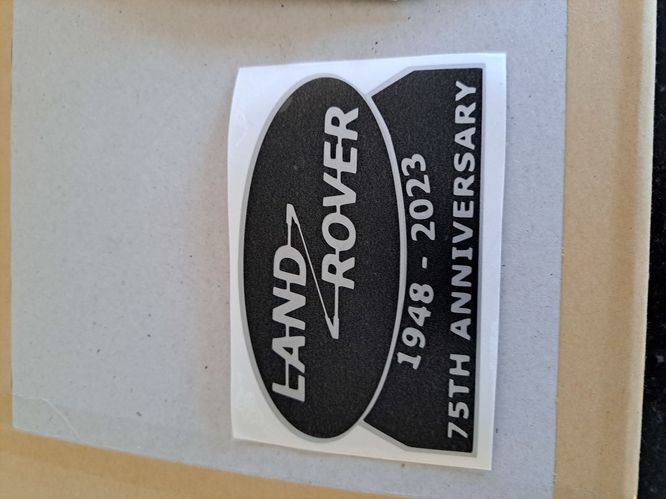 LAND
ROVER
1948 - 2023
75TH ANNIVERSARY